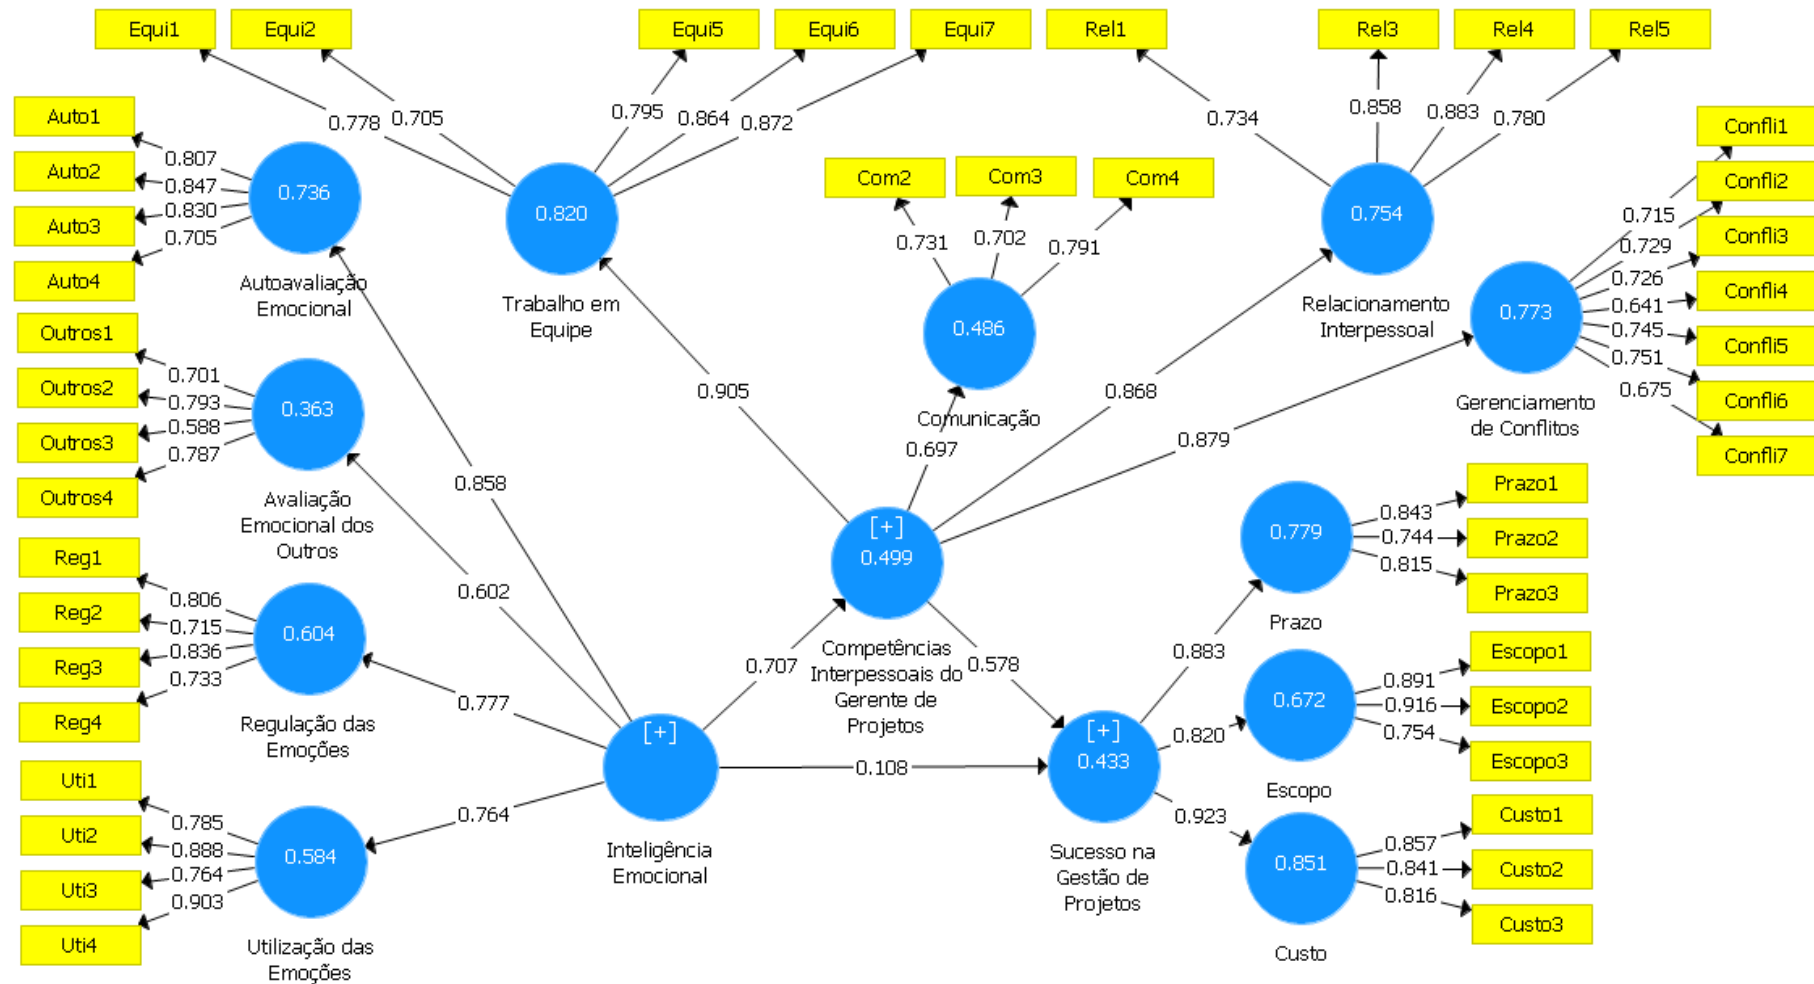 Equi1
Equi2
Equi5
Equi6
Equi7
Rel1
Rel3
Rel4
Rel5
0.778
0.705
0.795
0.864
0.872
0.734
0.858
0.883
0.780
Auto1
Auto2
Auto3
Auto4
0.807
0.847
0.830
0.705
0.736
Autoavaliação
Emocional
0.820
Trabalho em
Equipe
Com2
Com3
Com4
0.731
0.702
0.791
0.486
Comunicação
0.754
Relacionamento
Interpessoal
Confli1
Confli2
Confli3
Confli4
Confli5
Confli6
Confli7
0.715
0.729
0.726
0.641
0.745
0.751
0.675
0.773
Gerenciamento
de Conflitos
Outros1
Outros2
Outros3
Outros4
0.701
0.793
0.588
0.787
0.363
Avaliação
Emocional dos
Outros
0.858
0.602
0.905
0.697
0.868
0.879
Reg1
Reg2
Reg3
Reg4
0.806
0.715
0.836
0.733
0.604
Regulação das
Emoções
0.777
[+]
0.499
Competências
Interpessoais do
Gerente de
Projetos
0.707
0.578
Prazo1
Prazo2
Prazo3
0.843
0.744
0.815
0.779
Prazo
0.883
Escopo1
Escopo2
Escopo3
0.891
0.916
0.754
0.672
Escopo
0.820
Uti1
Uti2
Uti3
Uti4
0.785
0.888
0.764
0.903
0.584
Utilização das
Emoções
0.764
[+]
Inteligência
Emocional
0.108
[+]
0.433
Sucesso na
Gestão de
Projetos
0.923
Custo1
Custo2
Custo3
0.857
0.841
0.816
0.851
Custo